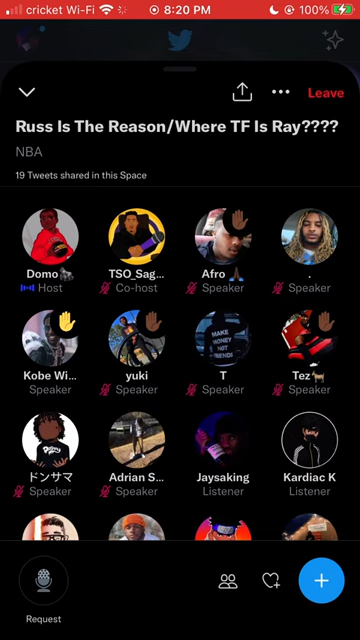 cricket Wi-Fi 8:20 PM 100%
Leave
Russ Is The Reason/Where TF Is Ray????
NBA
19 Tweets shared in this Space
Domo TSO_Sag... Afro .
Host Co-host Speaker Speaker
MAKE
MONEY
NOT
FRIENDS
Kobe Wi... yuki T Tez
Speaker Speaker Speaker Speaker
ドンサマ Adrian S... Jaysaking Kardiac K
Speaker Speaker Listener Listener
Request